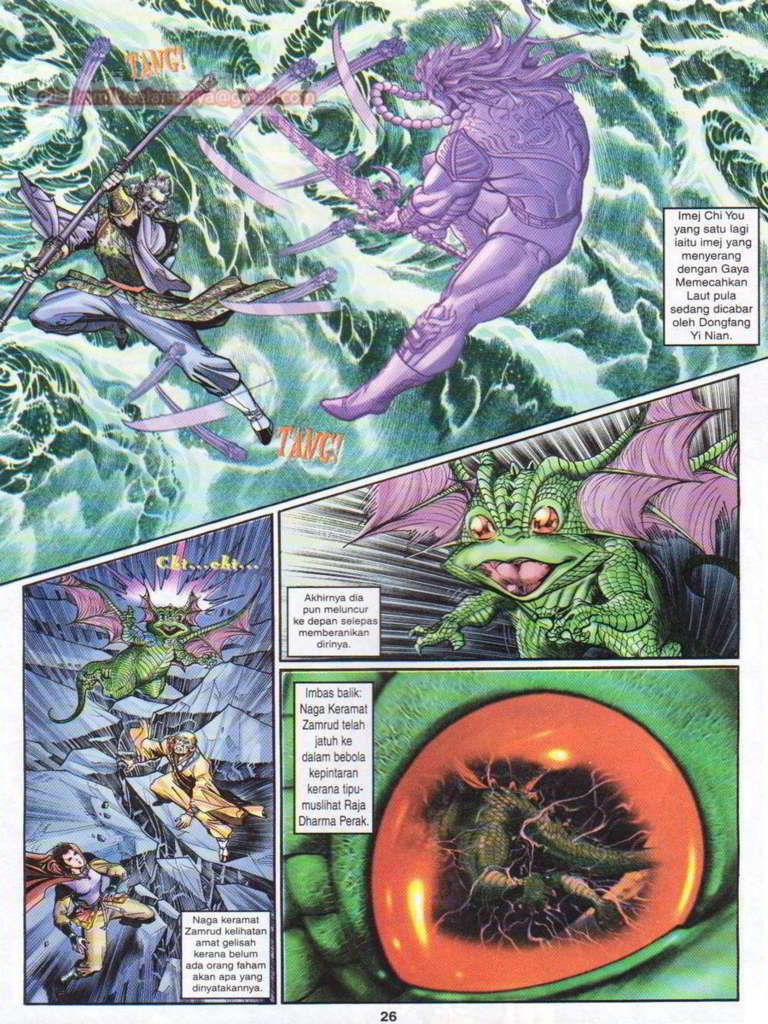 TANG!
Imej Chi You
yang satu lagi
iaitu imej yang
menyerang
dengan Gaya
Memecahkan
Laut pula
sedang dicabar
oleh Dongfang
Yi Nian.
TANG!
Chi...chi...
Naga keramat
Zamrud kelihatan
amat gelisah
kerana belum
ada orang faham
akan apa yang
dinyatakannya.
Akhirnya dia
pun meluncur
ke depan selepas
memberanikan
dirinya.
Imbas balik:
Naga Keramat
Zamrud telah
jatuh ke
dalam bebola
kepintaran
kerana tipu-
muslihat Raja
Dharma Perak.
26